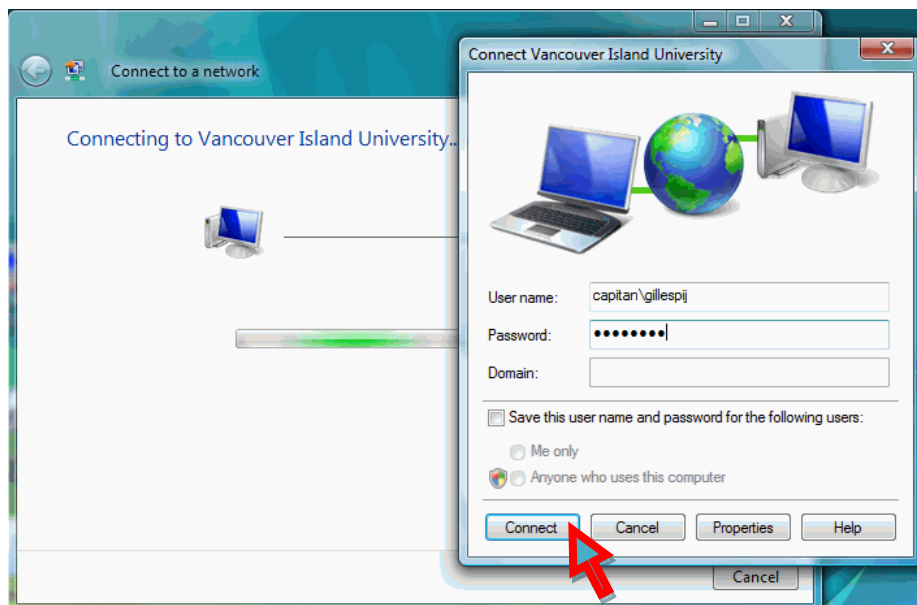 Connect to a network
Connecting to Vancouver Island University..
Cancel
Connect Vancouver Island University
User name: capitan\gillespij
Password: ••••••••
Domain:
Save this user name and password for the following users:
Me only
Anyone who uses this computer
Connect Cancel Properties Help